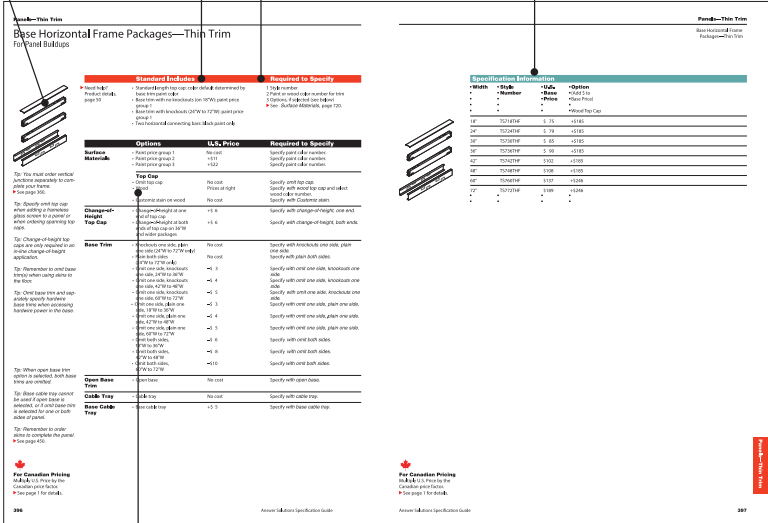 Panels—Thin Trim
Base Horizontal Frame Packages—Thin Trim
For Panel Buildups
Standard Includes
Required to Specify
Need help?
Product details,
page 50
• Standard length top cap: color default determined by
base trim paint color
• Base trim with no knockouts (on 18"W): paint price
group 1
• Base trim with knockouts (24"W to 72"W): paint price
group 1
• Two horizontal connecting bars: black paint only
1 Style number
2 Paint or wood color number for trim
3 Options, if selected (see below)
See Surface Materials, page 720.
Options
U.S. Price
Required to Specify
Surface
Materials
• Paint price group 1 No cost Specify paint color number.
• Paint price group 2 +$11 Specify paint color number.
• Paint price group 3 +$22 Specify paint color number.
Top Cap
• Omit top cap No cost Specify omit top cap.
• Wood Prices at right Specify with wood top cap and select
wood color number.
• Customiz stain on wood No cost Specify with Customiz stain.
Change-of-
Height
Top Cap
• Change-of-height at one
end of top cap
+$ 6 Specify with change-of-height, one end.
• Change-of-height at both
ends of top cap on 36"W
and wider packages
+$ 6 Specify with change-of-height, both ends.
Base Trim
• Knockouts one side, plain
one side (24"W to 72"W only)
No cost Specify with knockouts one side, plain
one side.
• Plain both sides
(24"W to 72"W only)
No cost Specify with plain both sides.
• Omit one side, knockouts
one side, 24"W to 36"W
–$ 3 Specify with omit one side, knockouts one
side.
• Omit one side, knockouts
one side, 42"W to 48"W
–$ 4 Specify with omit one side, knockouts one
side.
• Omit one side, knockouts
one side, 60"W to 72"W
–$ 5 Specify with omit one side, knockouts one
side.
• Omit one side, plain one
side, 18"W to 36"W
–$ 3 Specify with omit one side, plain one side.
• Omit one side, plain one
side, 42"W to 48"W
–$ 4 Specify with omit one side, plain one side.
• Omit one side, plain one
side, 60"W to 72"W
–$ 5 Specify with omit one side, plain one side.
• Omit both sides,
18"W to 36"W
–$ 6 Specify with omit both sides.
• Omit both sides,
42"W to 48"W
–$ 8 Specify with omit both sides.
• Omit both sides,
60"W to 72"W
–$10 Specify with omit both sides.
Open Base
Trim
• Open base No cost Specify with open base.
Cable Tray
• Cable tray No cost Specify with cable tray.
Base Cable
Tray
• Base cable tray +$ 5 Specify with base cable tray.
Tip: You must order vertical
junctions separately to com-
plete your frame.
See page 360.
Tip: Specify omit top cap
when adding a frameless
glass screen to a panel or
when ordering spanning top
caps.
Tip: Change-of-height top
caps are only required in an
in-line change-of-height
application.
Tip: Remember to omit base
trim(s) when using skins to
the floor.
Tip: Omit base trim and sep-
arately specify hardwire
base trims when accessing
hardwire power in the base.
Tip: When open base trim
option is selected, both base
trims are omitted.
Tip: Base cable tray cannot
be used if open base is
selected, or if omit base trim
is selected for one or both
sides of panel.
Tip: Remember to order
skins to complete the panel.
See page 450.
For Canadian Pricing
Multiply U.S. Price by the
Canadian price factor.
See page 1 for details.
396
Answer Solutions Specification Guide
Panels—Thin Trim
Base Horizontal Frame
Packages—Thin Trim
Specification Information
•Width •Style •U.S. •Option
• Number •Base •(Add $ to
• • Price •Base Price)
•Wood Top Cap
18" TS718THF $ 75 +$185
24" TS724THF $ 79 +$185
30" TS730THF $ 85 +$185
36" TS736THF $ 90 +$185
42" TS742THF $102 +$185
48" TS748THF $108 +$185
60" TS760THF $137 +$246
72" TS772THF $189 +$246
For Canadian Pricing
Multiply U.S. Price by the
Canadian price factor.
See page 1 for details.
Answer Solutions Specification Guide
397
Panels—Thin Trim